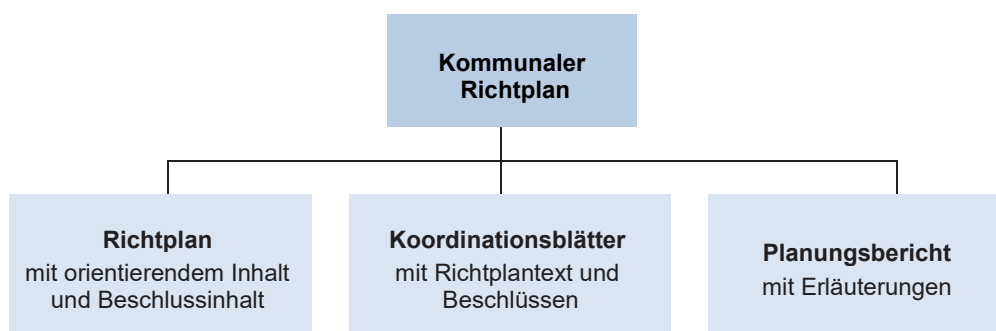 Kommunaler
Richtplan
Richtplan
mit orientierendem Inhalt
und Beschlussinhalt
Koordinationsblätter
mit Richtplantext und
Beschlüssen
Planungsbericht
mit Erläuterungen